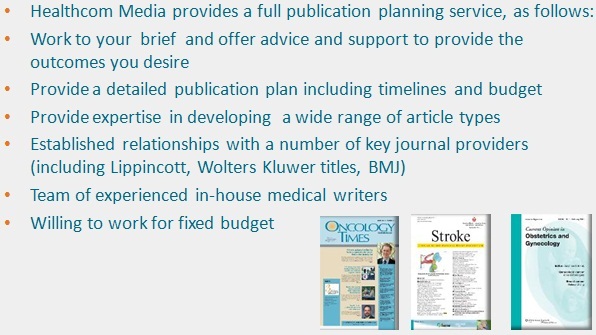 • Healthcom Media provides a full publication planning service, as follows:
• Work to your brief and offer advice and support to provide the
outcomes you desire
• Provide a detailed publication plan including timelines and budget
• Provide expertise in developing a wide range of article types
• Established relationships with a number of key journal providers
(including Lippincott, Wolters Kluwer titles, BMJ)
• Team of experienced in-house medical writers
• Willing to work for fixed budget
ONCOLOGY
TIMES
Stroke
Current Opinion in
Obstetrics and
Gynecology